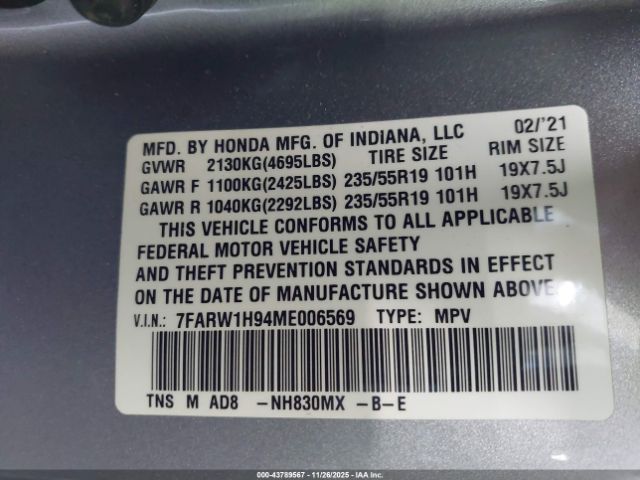 MFD. BY HONDA MFG. OF INDIANA, LLC 02/'21
GVWR 2130KG(4695LBS) TIRE SIZE RIM SIZE
GAWR F 1100KG(2425LBS) 235/55R19 101H 19X7.5J
GAWR R 1040KG(2292LBS) 235/55R19 101H 19X7.5J
THIS VEHICLE CONFORMS TO ALL APPLICABLE
FEDERAL MOTOR VEHICLE SAFETY
AND THEFT PREVENTION STANDARDS IN EFFECT
ON THE DATE OF MANUFACTURE SHOWN ABOVE.
V.I.N.: 7FARW1H94ME006569 TYPE: MPV
TNS M AD8 -NH830MX -B-E
000-43789567 - 11/26/2025 - IAAI.COM